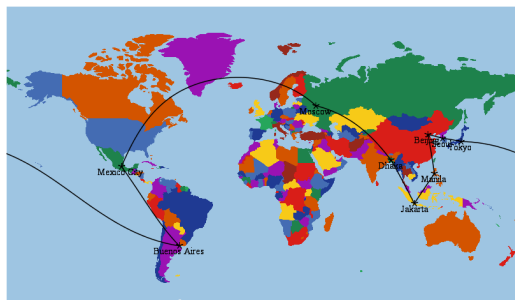 Moscow
Beijing
Seoul
Tokyo
Dhaka
Mexico City
Manila
Jakarta
Buenos Aires